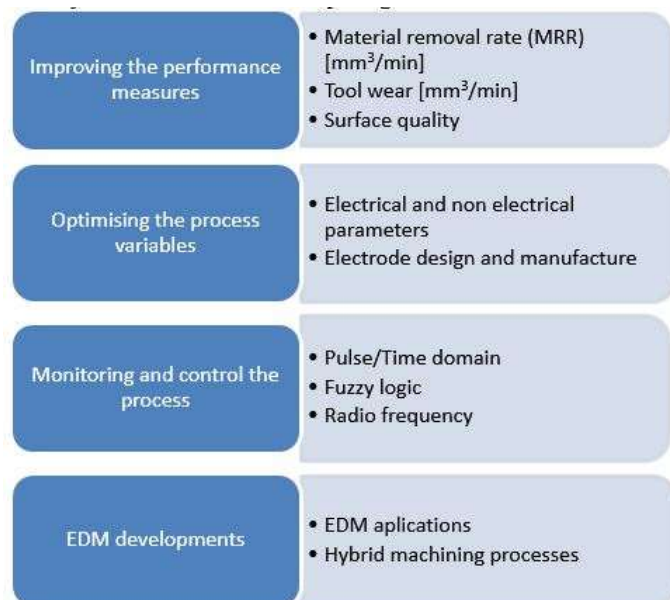 Improving the performance
measures
• Material removal rate (MRR)
[mm³/min]
• Tool wear [mm³/min]
• Surface quality
Optimising the process
variables
• Electrical and non electrical
parameters
• Electrode design and manufacture
Monitoring and control the
process
• Pulse/Time domain
• Fuzzy logic
• Radio frequency
EDM developments
• EDM aplications
• Hybrid machining processes